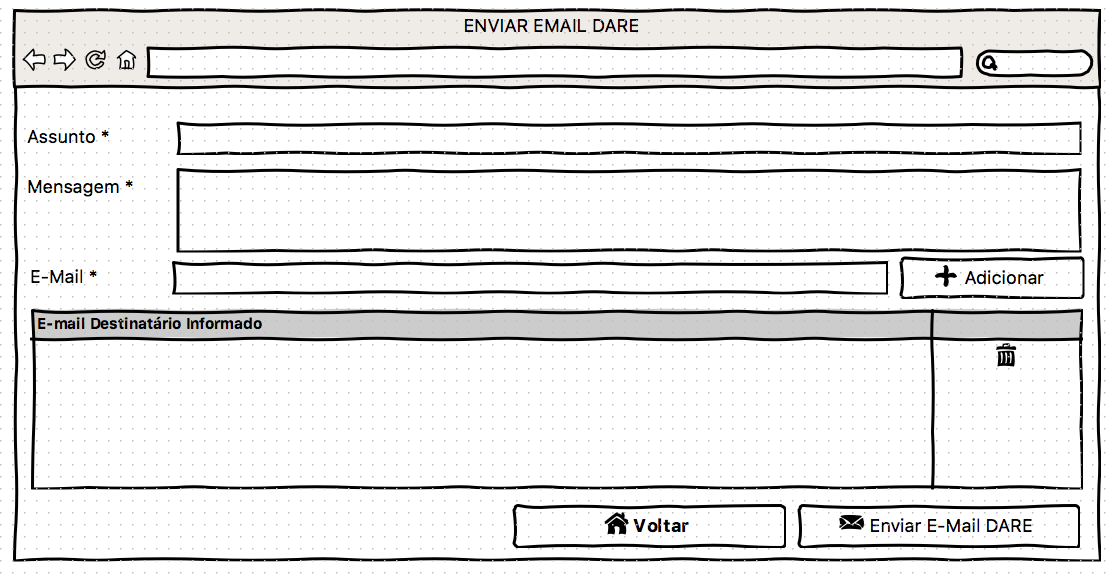 ENVIAR EMAIL DARE
Assunto *
Mensagem *
E-Mail *
Adicionar
E-mail Destinatário Informado
Voltar
Enviar E-Mail DARE